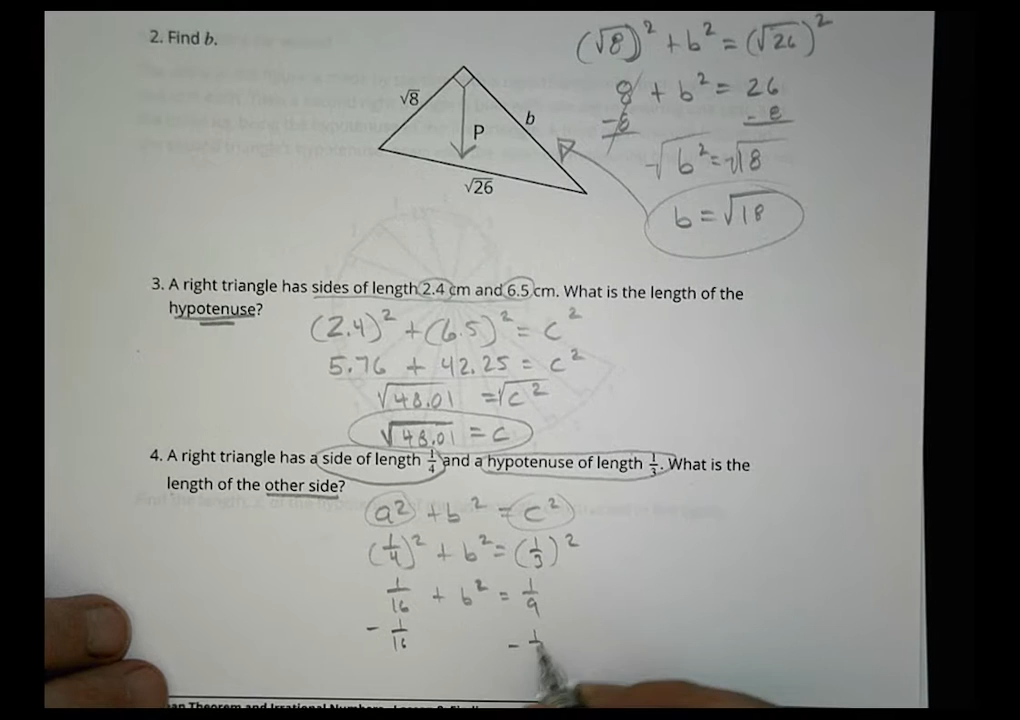 2. Find b.
(√8)² + b² = (√26)²
√8
b
P
√26
8 + b² = 26
-8 - 8
√b² = √18
b = √18
3. A right triangle has sides of length 2.4 cm and 6.5 cm. What is the length of the
hypotenuse?
(2.4)² + (6.5)² = c²
5.76 + 42.25 = c²
√48.01 = √c²
√48.01 = c
4. A right triangle has a side of length 1/4 and a hypotenuse of length 1/3. What is the
length of the other side?
a² + b² = c²
(1/4)² + b² = (1/3)²
1/16 + b² = 1/9
- 1/16 - 1